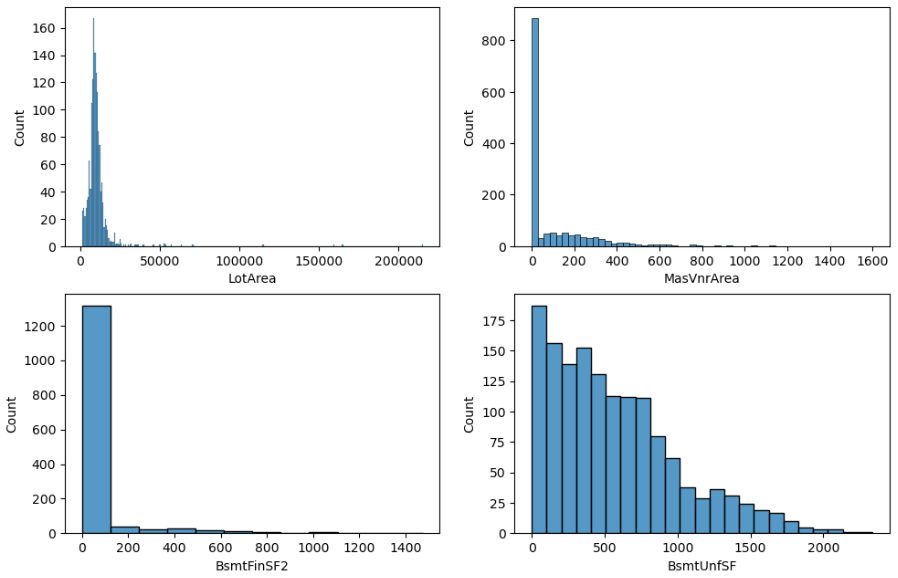 160
140
120
100
80
60
40
20
0
Count
0 50000 100000 150000 200000
LotArea
800
600
400
200
0
Count
0 200 400 600 800 1000 1200 1400 1600
MasVnrArea
1200
1000
800
600
400
200
0
Count
0 200 400 600 800 1000 1200 1400
BsmtFinSF2
175
150
125
100
75
50
25
0
Count
0 500 1000 1500 2000
BsmtUnfSF